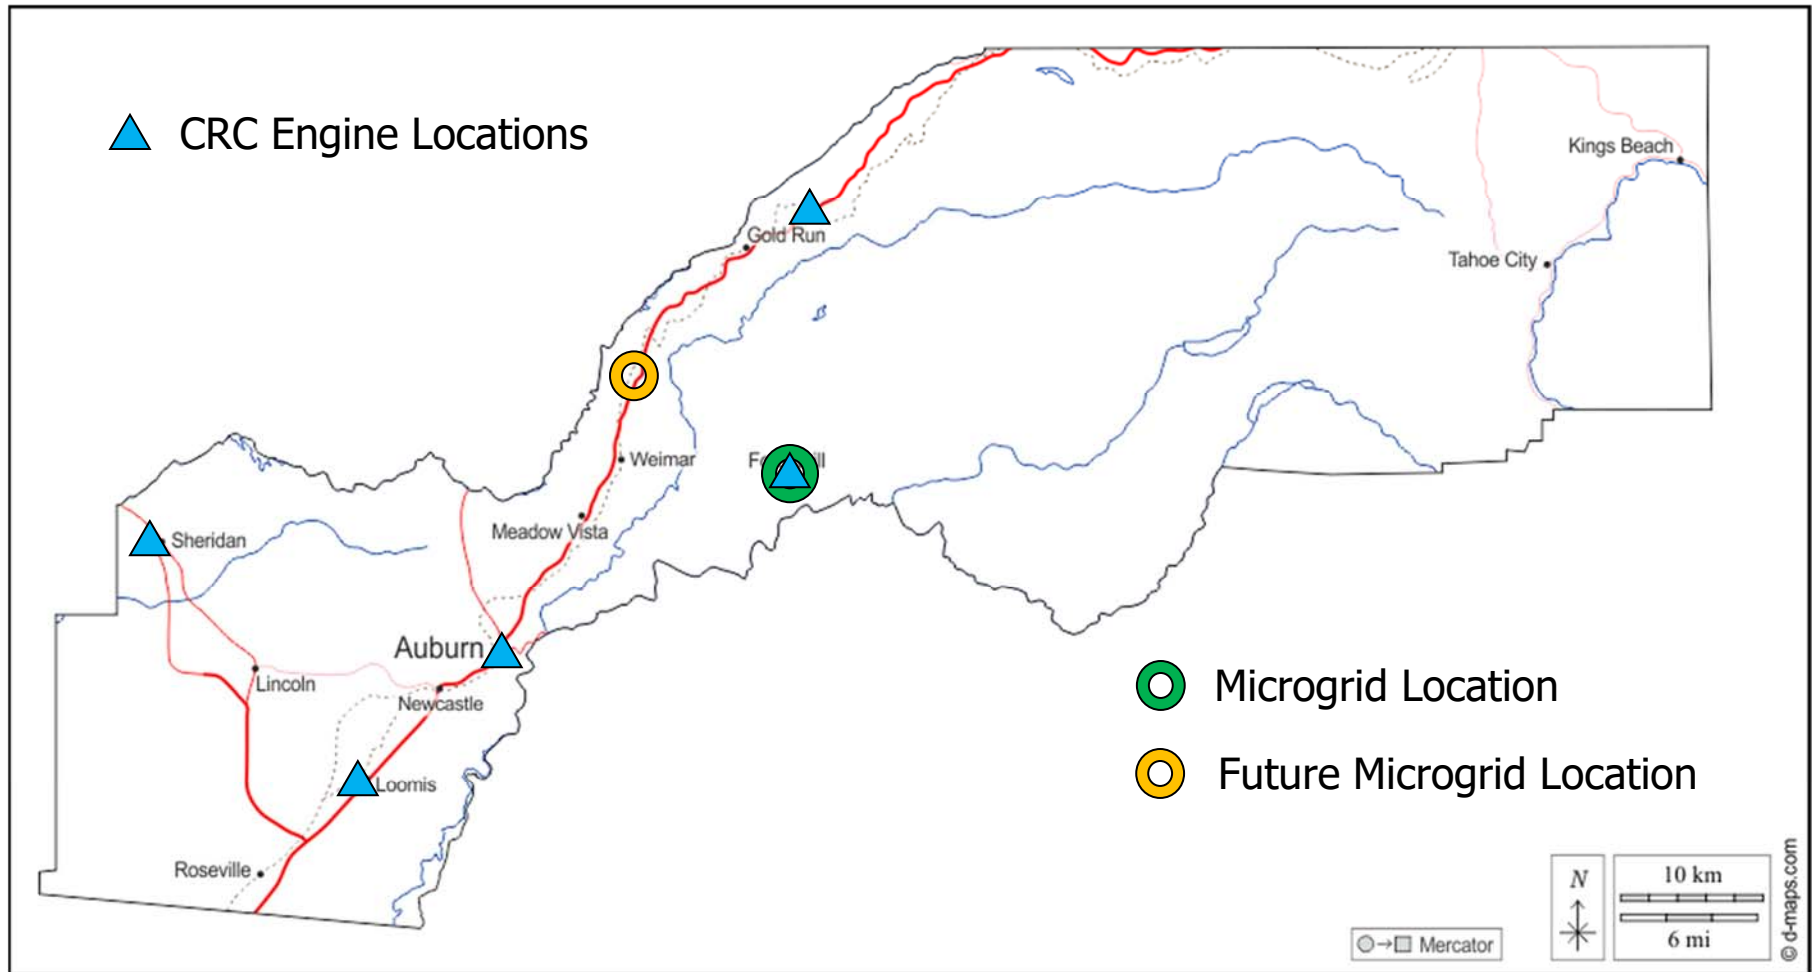 CRC Engine Locations
Kings Beach
Gold Run
Tahoe City
Weimar
Meadow Vista
Sheridan
Auburn
Lincoln
Newcastle
Microgrid Location
Future Microgrid Location
Loomis
Roseville
N
10 km
6 mi
Mercator
© d-maps.com